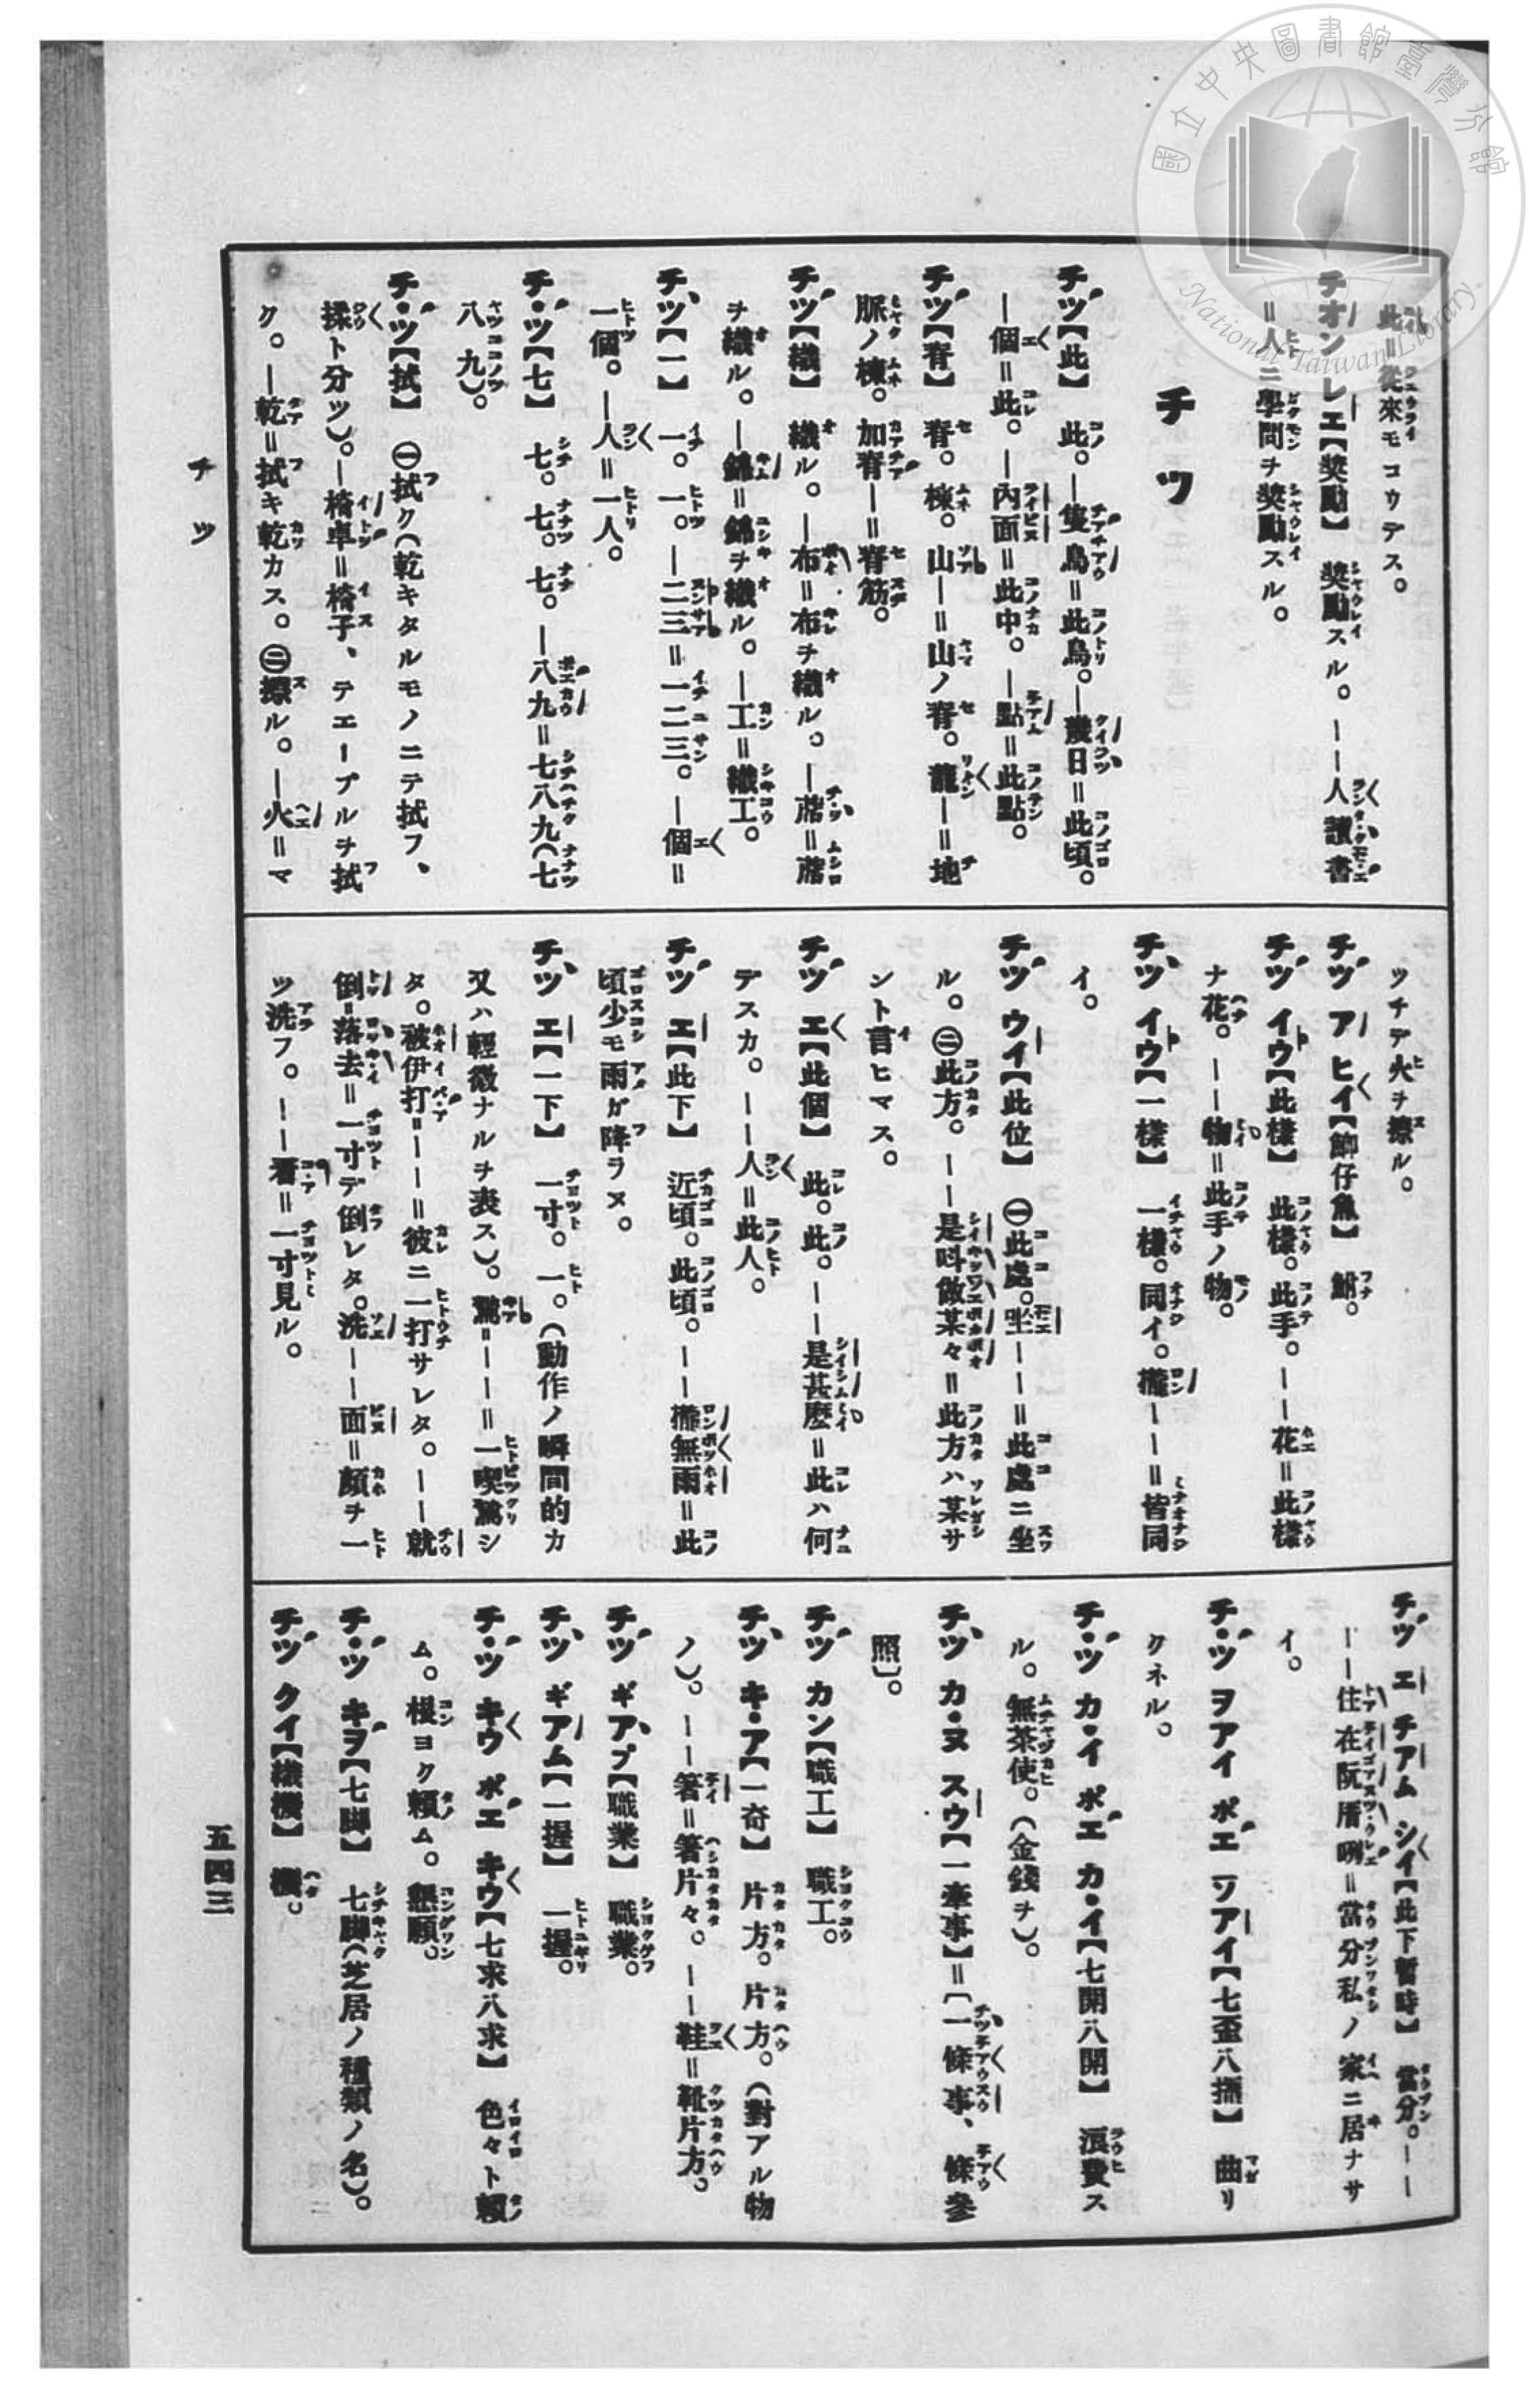 此=從來モコウデス。
チオン レエ【奬勵】 奬勵スル。——人讀書
=人ニ學問ヲ奬勵スル。
チツ
チツ【此】 此。—隻鳥=此鳥。—幾日=此頃。
—個=此。—內面=此中。—點=此點。
チツ【脊】 脊。棟。山—=山ノ脊。龍—=地
脈ノ棟。加脊—=脊筋。
チツ【織】 織ル。—布=布ヲ織ル。—蓆=蓆
ヲ織ル。—錦=錦ヲ織ル。—工=織工。
チツ【一】 一。一。—二三=一二三。—個=
一個。—人=一人。
チ・ツ【七】 七。七。七。—八九=七八九(七
八、九)。
チ・ツ【拭】 ㊀拭ク(乾キタルモノニテ拭フ、
揉ト分ツ)。—椅桌=椅子、テエーブルヲ拭
ク。—乾=拭キ乾カス。㊁擦ル。—火=マ
ツチデ火ヲ擦ル。
チツ ア ヒイ【鯽仔魚】 鮒。
チツ イウ【此樣】 此樣。此手。——花=此樣
ナ花。——物=此手ノ物。
チツ イウ【一樣】 一樣。同イ。攏——=皆同
イ。
チツ ウイ【此位】 ㊀此處。坐——=此處ニ坐
ル。㊁此方。——是叫做某々=此方ハ某サ
ント言ヒマス。
チツ エ【此個】 此。此。——是甚麼=此ハ何
デスカ。——人=此人。
チツ エ【此下】 近頃。此頃。——攏無雨=此
頃少モ雨ガ降ラヌ。
チツ エ【一下】 一寸。一。(動作ノ瞬間的カ
又ハ輕微ナルヲ表ス)。驚——=一喫驚シ
タ。被伊打——=彼ニ一打サレタ。——就
倒落去=一寸デ倒レタ。洗——面=顏ヲ一
ツ洗フ。——看=一寸見ル。
チツ エ チアム シイ【此下暫時】 當分。——
——住在阮厝咧=當分私ノ家ニ居ナサ
イ。
チ・ツ ヲアイ ポエ ヲアイ【七歪八㧒】 曲リ
クネル。
チ・ツ カ・イ ポエ カ・イ【七開八開】 浪費ス
ル。無茶使。(金錢ヲ)。
チツ カ・ヌ スウ【一牽事】=〔一條事、條參
照〕。
チツ カン【職工】 職工。
チツ キ・ア【一奇】 片方。片方。(對アル物
ノ)。——箸=箸片々。——鞋=靴片方。
チツ ギアプ【職業】 職業。
チツ ギアム【一握】 一握。
チ・ツ キウ ポエ キウ【七求八求】 色々ト賴
ム。根ヨク賴ム。懇願。
チ・ツ キヲ【七脚】 七脚(芝居ノ種類ノ名)。
チツ クイ【織機】 機。
チツ
五四三
國立中央圖書館臺灣分館
National Taiwan Library